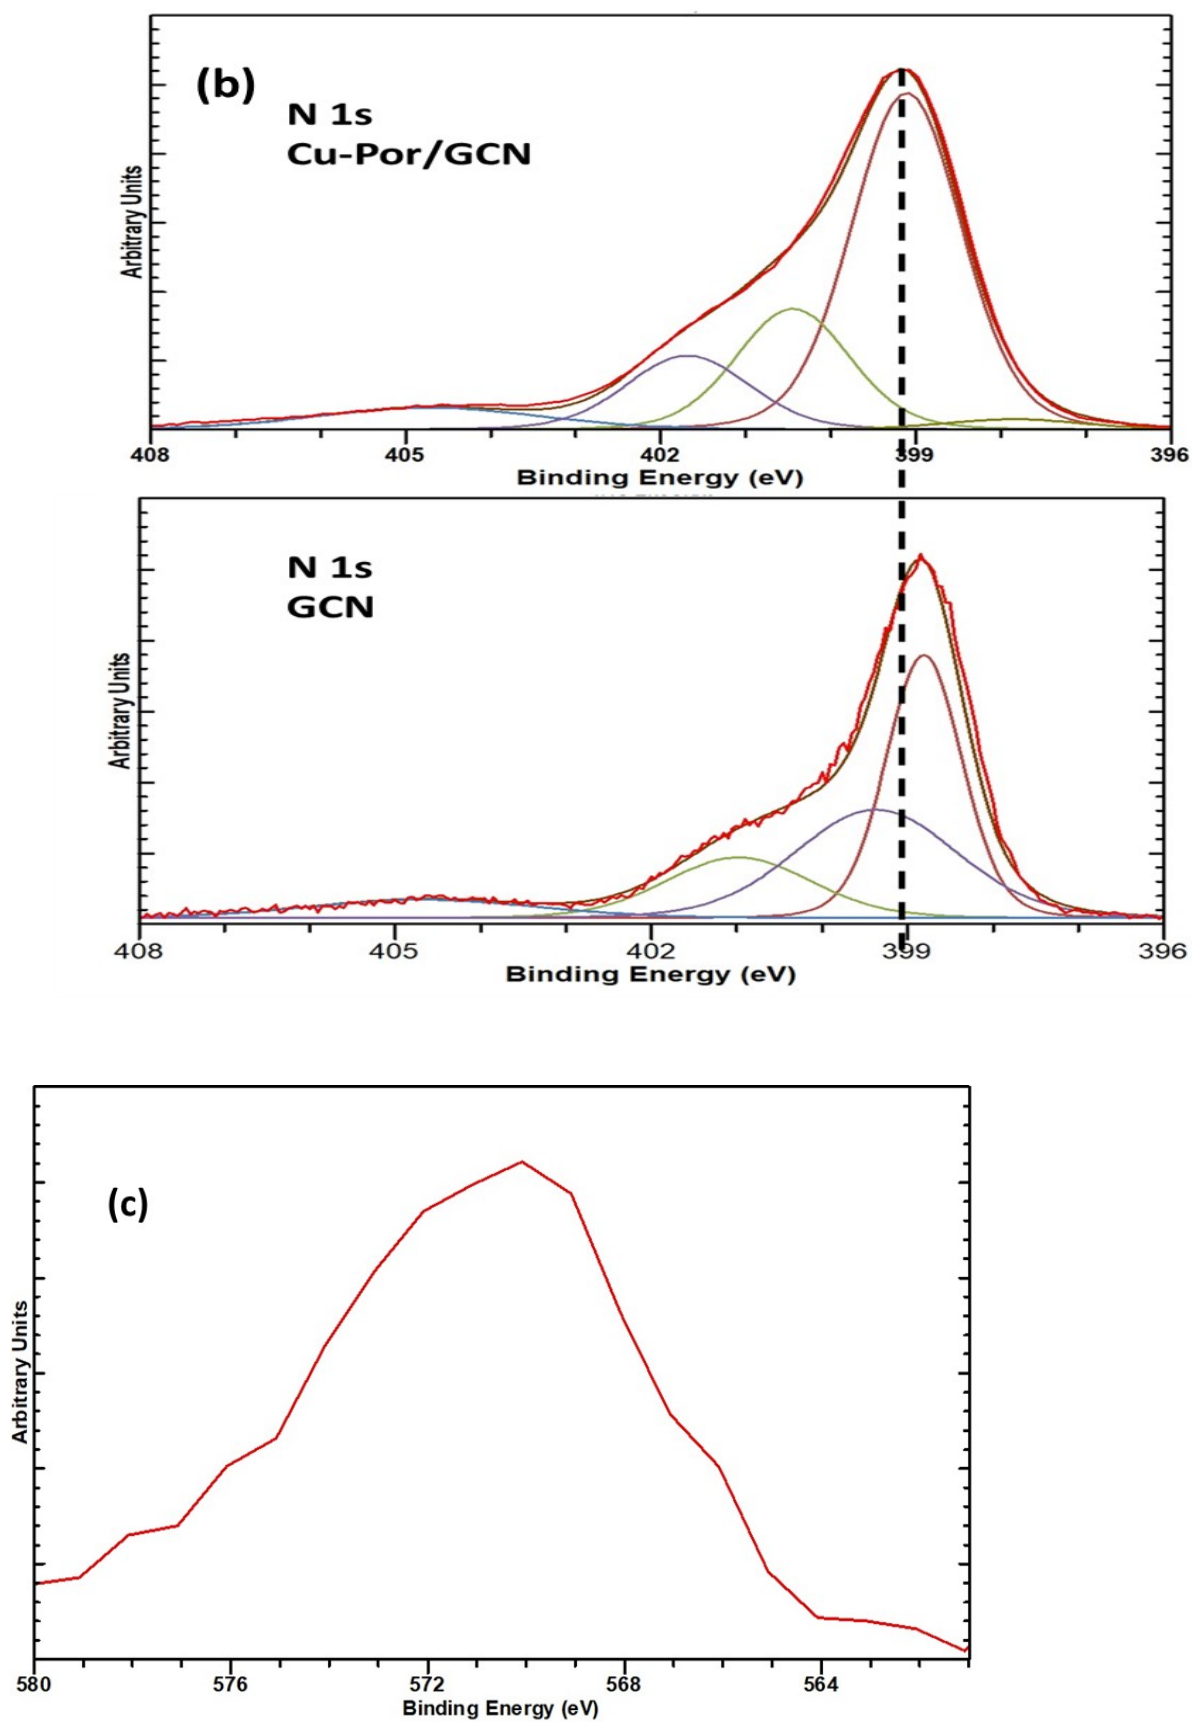 (b)
N 1s
Cu-Por/GCN
Arbitrary Units
408 405 402 399 396
Binding Energy (eV)
N 1s
GCN
Arbitrary Units
408 405 402 399 396
Binding Energy (eV)
(c)
Arbitrary Units
580 576 572 568 564
Binding Energy (eV)